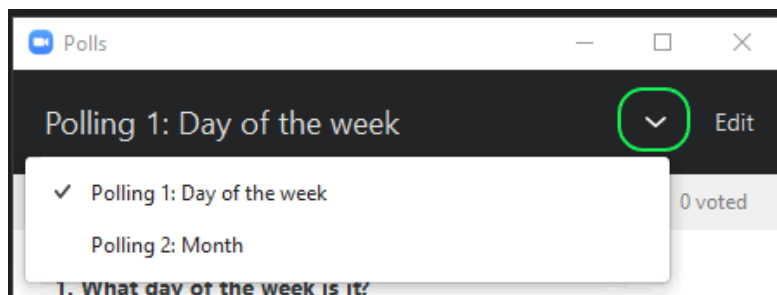 Polls
Polling 1: Day of the week
Edit
Polling 1: Day of the week
0 voted
Polling 2: Month
1. What day of the week is it?